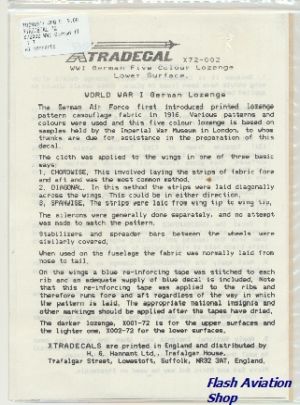 XTRADECAL X72-002
WWI German Five Colour Lozenge
Lower Surface.
WORLD WAR I German Lozenge
The German Air Force first introduced printed lozenge
pattern camouflage fabric in 1916. Various patterns and
colours were used and this five colour lozenge is based on
samples held by the Imperial War Museum in London, to whom
thanks are due for assistance in the preparation of this
decal.
The cloth was applied to the wings in one of three basic
ways:
1. CHORDWISE, This involved laying the strips of fabric fore
and aft and was the most common method.
2. DIAGONAL. In this method the strips were laid diagonally
across the wings. This could be in either direction.
3. SPANWISE, The strips were laid from wing tip to wing tip.
The ailerons were generally done separately, and no attempt
was made to match the pattern.
Stabilizers and spreader bars between the wheels were
similarly covered.
When used on the fuselage the fabric was normally laid from
nose to tail.
On the wings a blue re-inforcing tape was stitched to each
rib and an adequate supply of blue decal is included. Note
that this re-inforcing tape was applied to the ribs and
therefore runs fore and aft regardless of the way in which
the pattern is laid. The appropriate national insignia and
other markings should be applied after the tapes have dried.
The darker lozenge, X001-72 is for the upper surfaces and
the lighter one, X002-72 for the lower surfaces.
XTRADECALS are printed in England and distributed by
H. G. Hannant Ltd., Trafalgar House,
Trafalgar Street, Lowestoft, Suffolk, NR32 3AT, England.
Flash Aviation
Shop